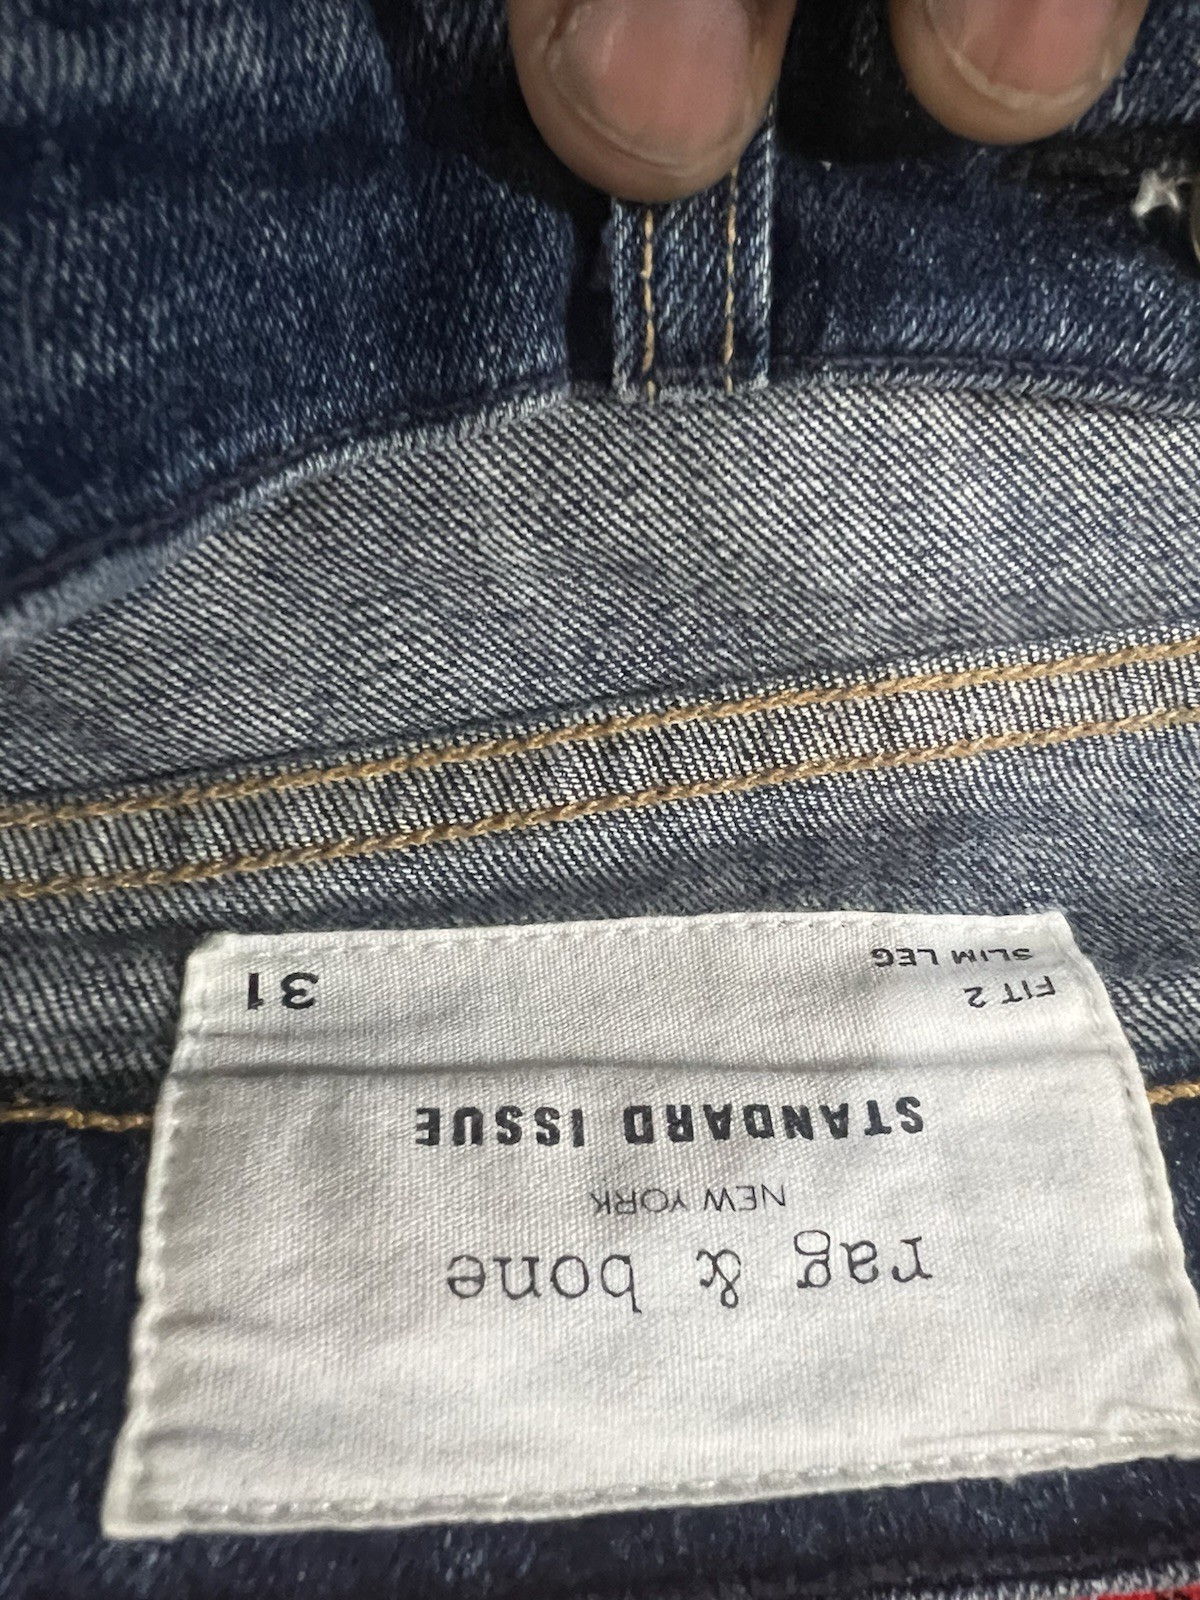 rag & bone
NEW YORK
STANDARD ISSUE
FIT 2
SLIM LEG
31